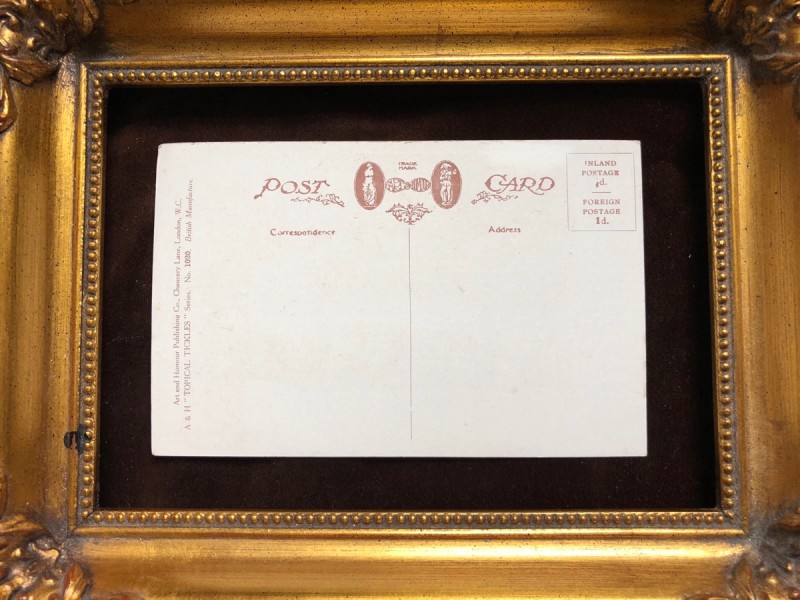 POST
TRADE
MARK
CARD
Correspondence
Address
INLAND
POSTAGE
½d.
FOREIGN
POSTAGE
1d.
Art and Humour Publishing Co., Chancery Lane, London, W.C.
A & H "TOPICAL TICKLES" Series. No. 1030. British Manufacture.